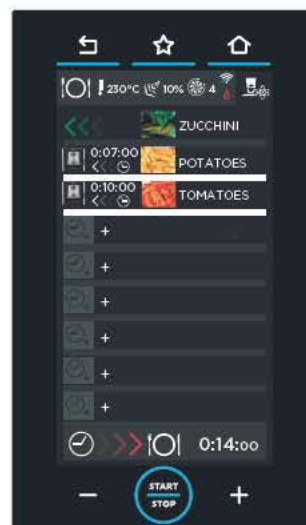 230°C 10% 4
ZUCCHINI
0:07:00
POTATOES
0:10:00
TOMATOES
+
+
+
+
+
+
0:14:00
− START STOP +